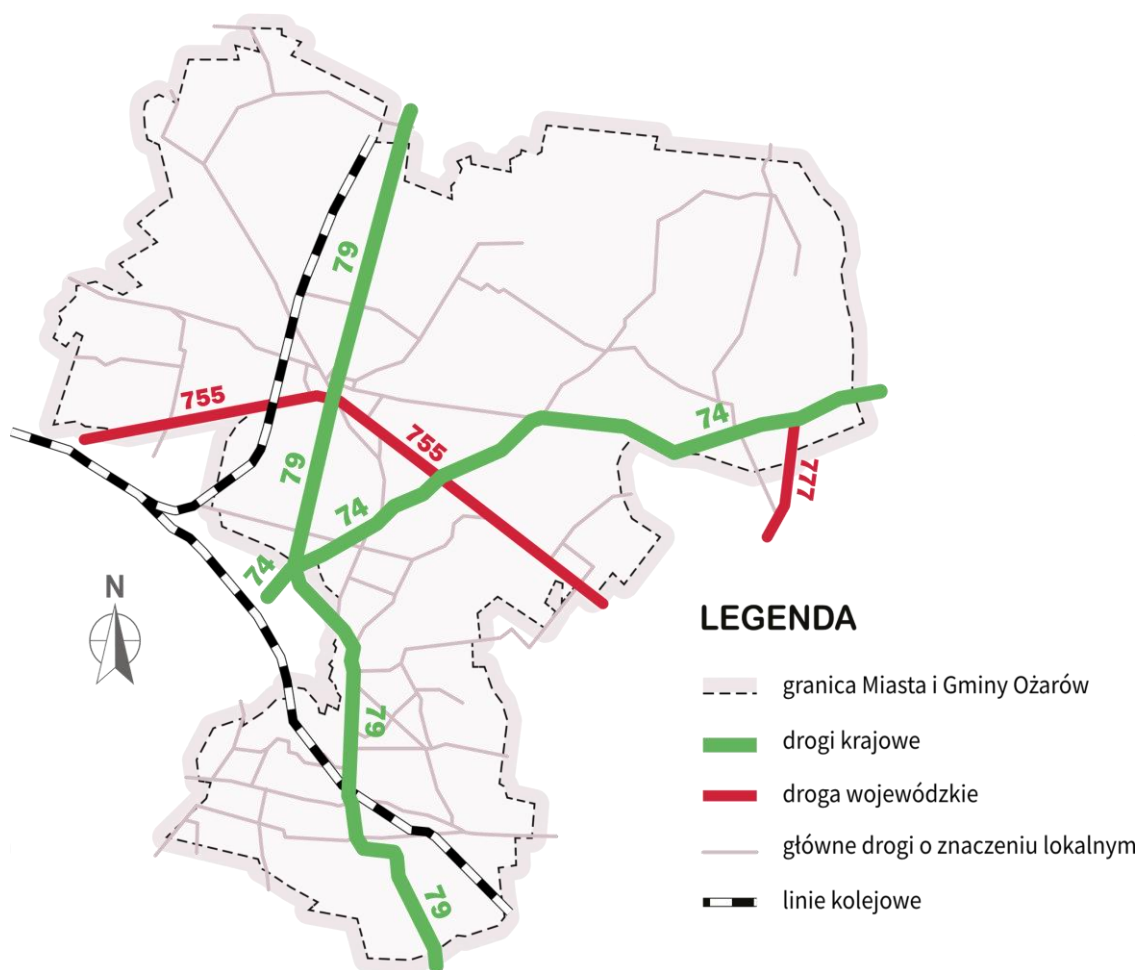 79
755
755
74
79
74
777
74
N
79
79
LEGENDA
granica Miasta i Gminy Ożarów
drogi krajowe
droga wojewódzkie
główne drogi o znaczeniu lokalnym
linie kolejowe